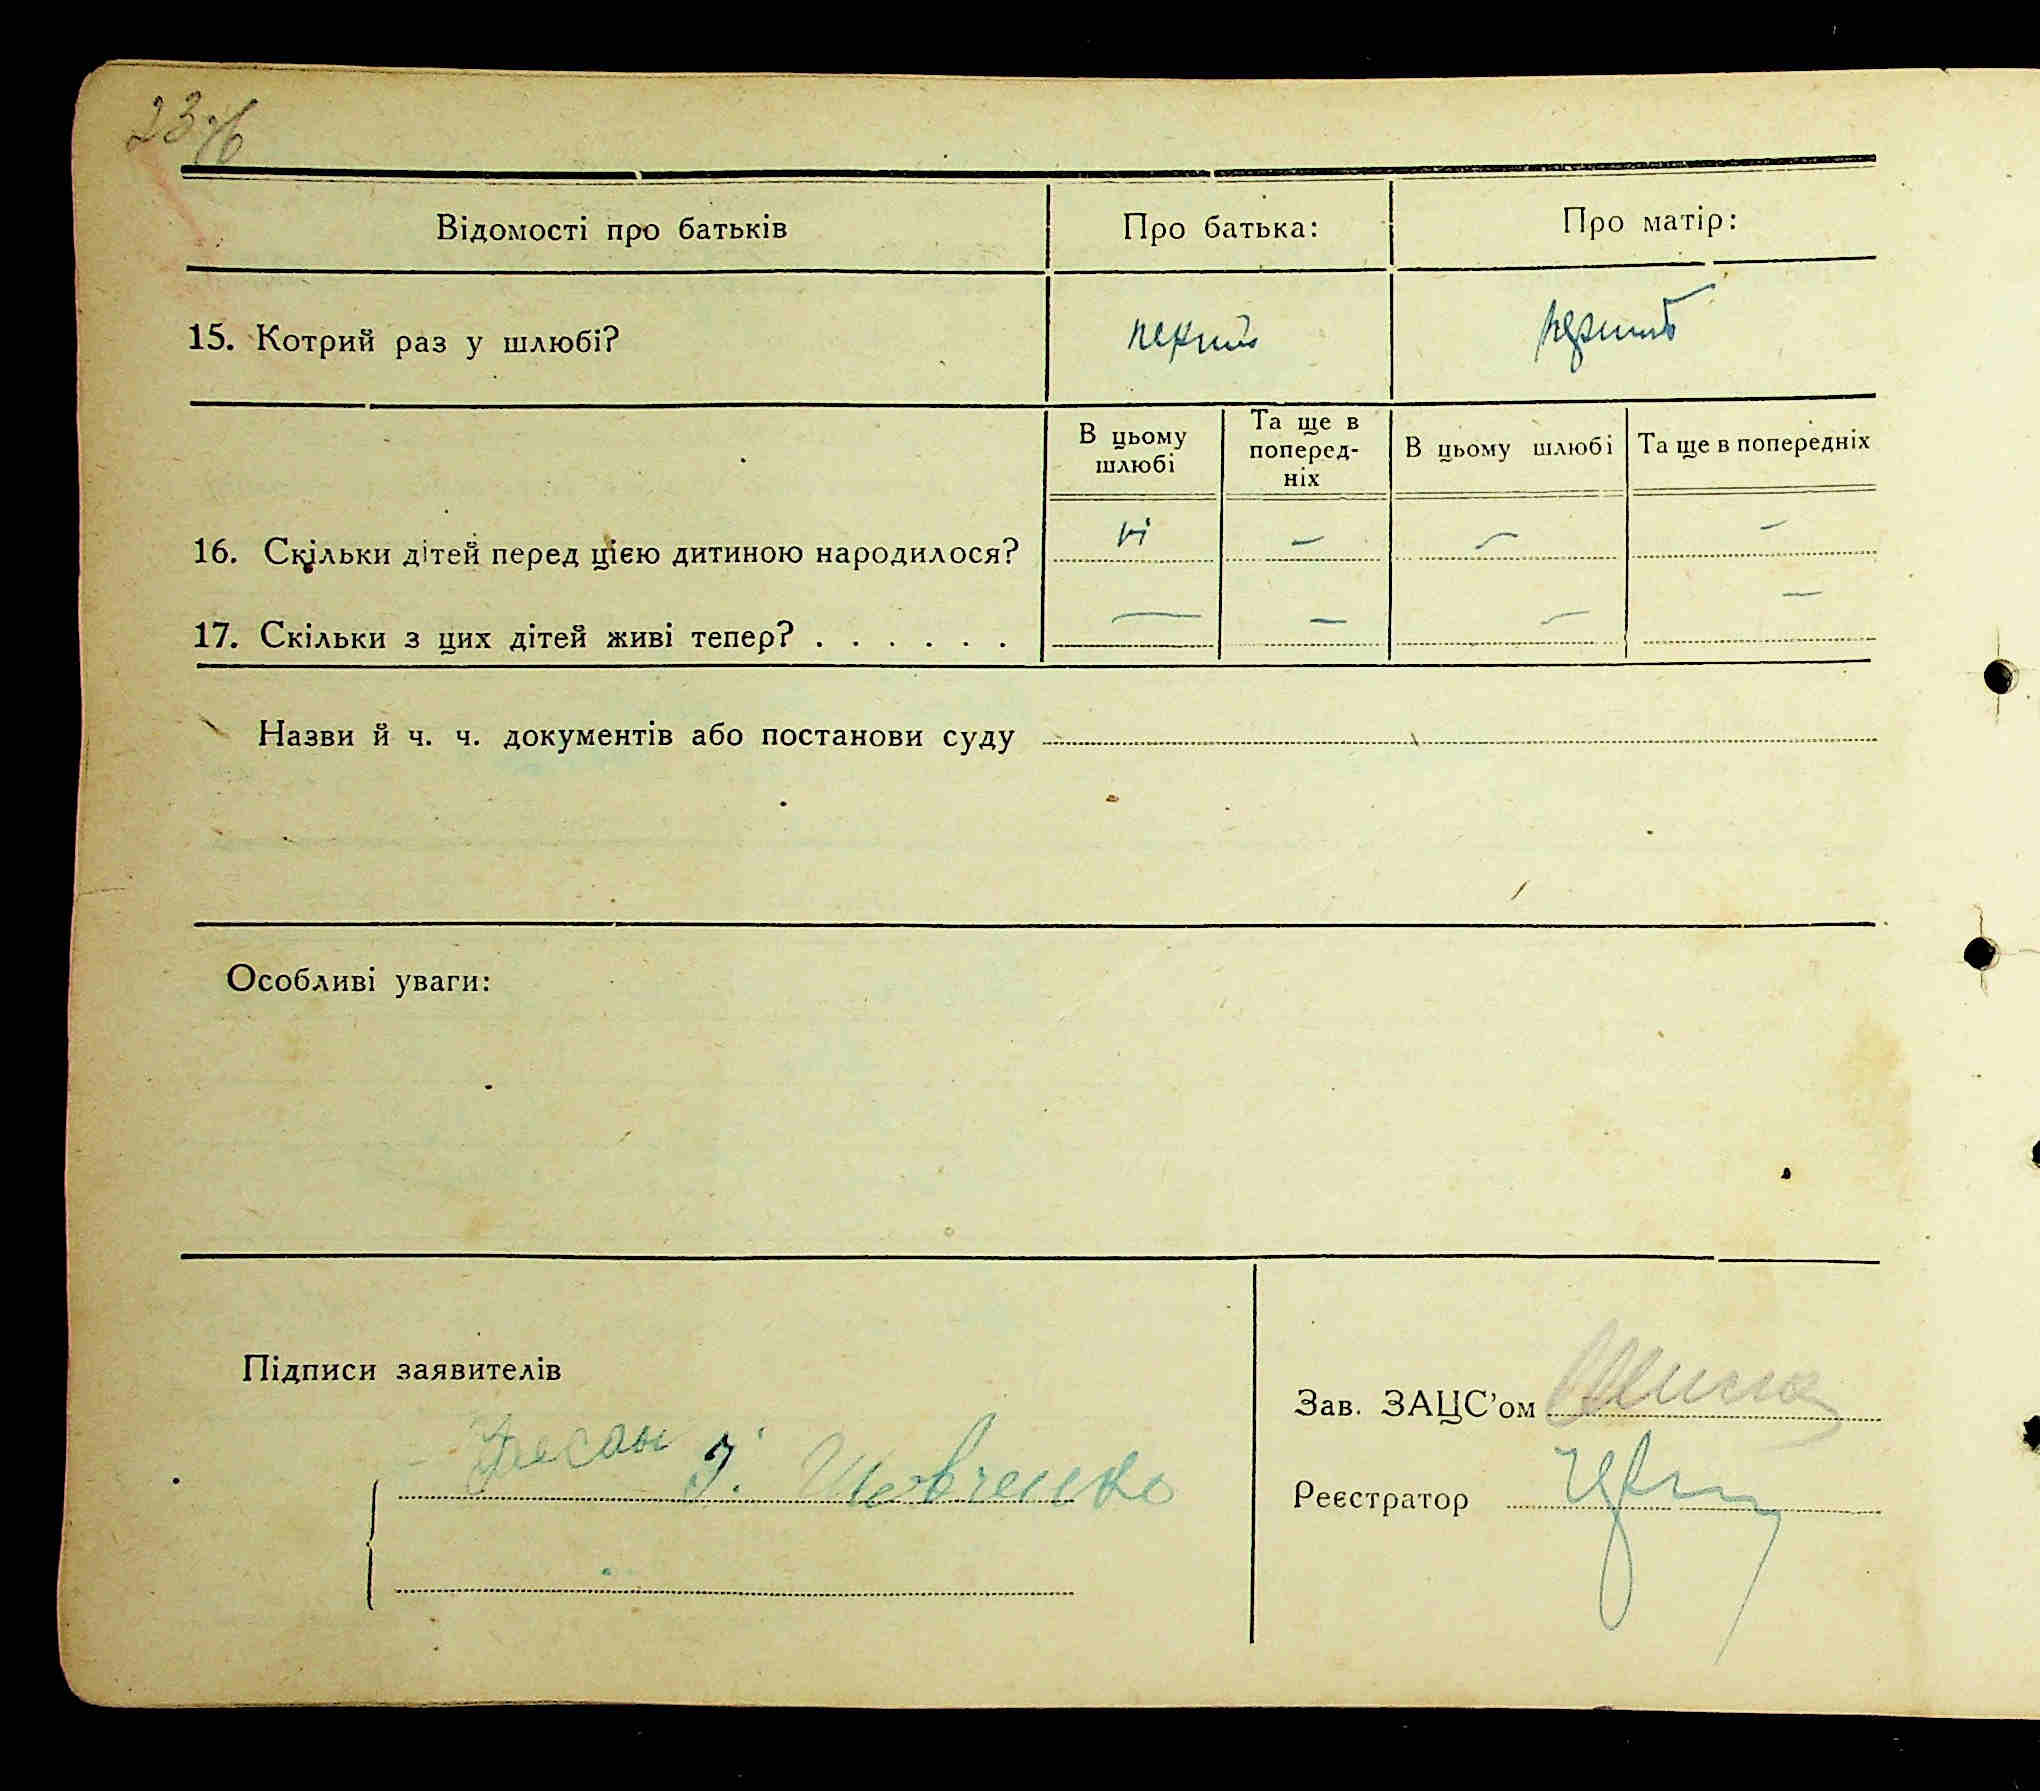 23
Відомості про батьків Про батька: Про матір:
15. Котрий раз у шлюбі? перший перший
В цьому шлюбі Та ще в поперед-ніх В цьому шлюбі Та ще в попередніх
16. Скільки дітей перед цією дитиною народилося? ні — — —
17. Скільки з цих дітей живі тепер? . . . . . . — — — —
Назви й ч. ч. документів або постанови суду
Особливі уваги:
Підписи заявителів
Шевченко
Зав. ЗАЦС’ом
Реєстратор